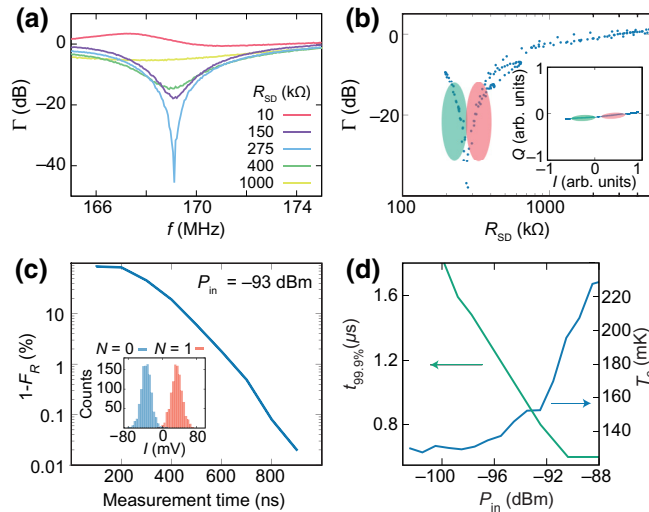 (a)
0
−20
−40
Γ (dB)
R_SD (kΩ)
10
150
275
400
1000
166
170
174
f (MHz)
(b)
0
−20
Γ (dB)
100
1000
R_SD (kΩ)
1
0
−1
Q (arb. units)
−1
0
1
I (arb. units)
(c)
P_in = −93 dBm
10
1
0.1
0.01
1-F_R (%)
N = 0
N = 1
150
100
50
0
Counts
−80
0
80
I (mV)
200
400
600
800
Measurement time (ns)
(d)
1.6
1.2
0.8
t_99.9% (μs)
220
200
180
160
140
(mK)
−100
−96
−92
−88
P_in (dBm)